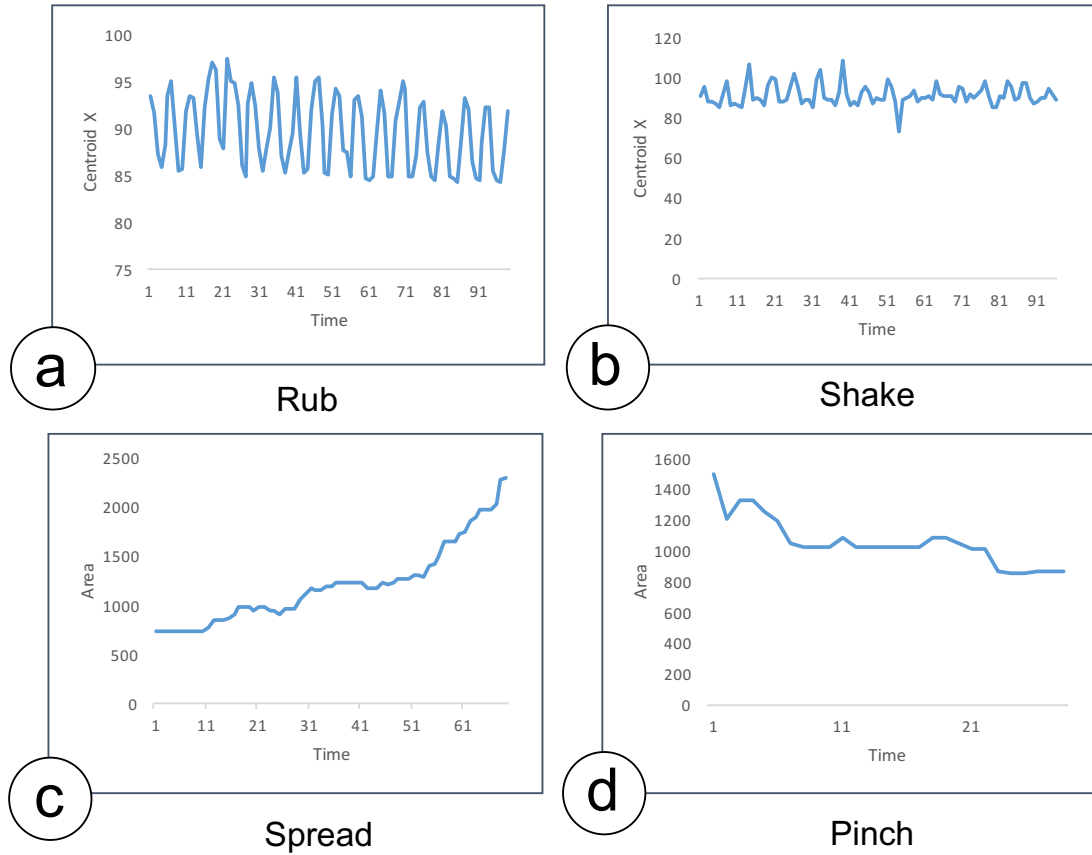 100
95
90
85
80
75
Centroid X
1 11 21 31 41 51 61 71 81 91
Time
a
Rub
120
100
80
60
40
20
0
Centroid X
1 11 21 31 41 51 61 71 81 91
Time
b
Shake
2500
2000
1500
1000
500
0
Area
1 11 21 31 41 51 61
Time
c
Spread
1600
1400
1200
1000
800
600
400
200
0
Area
1 11 21
Time
d
Pinch